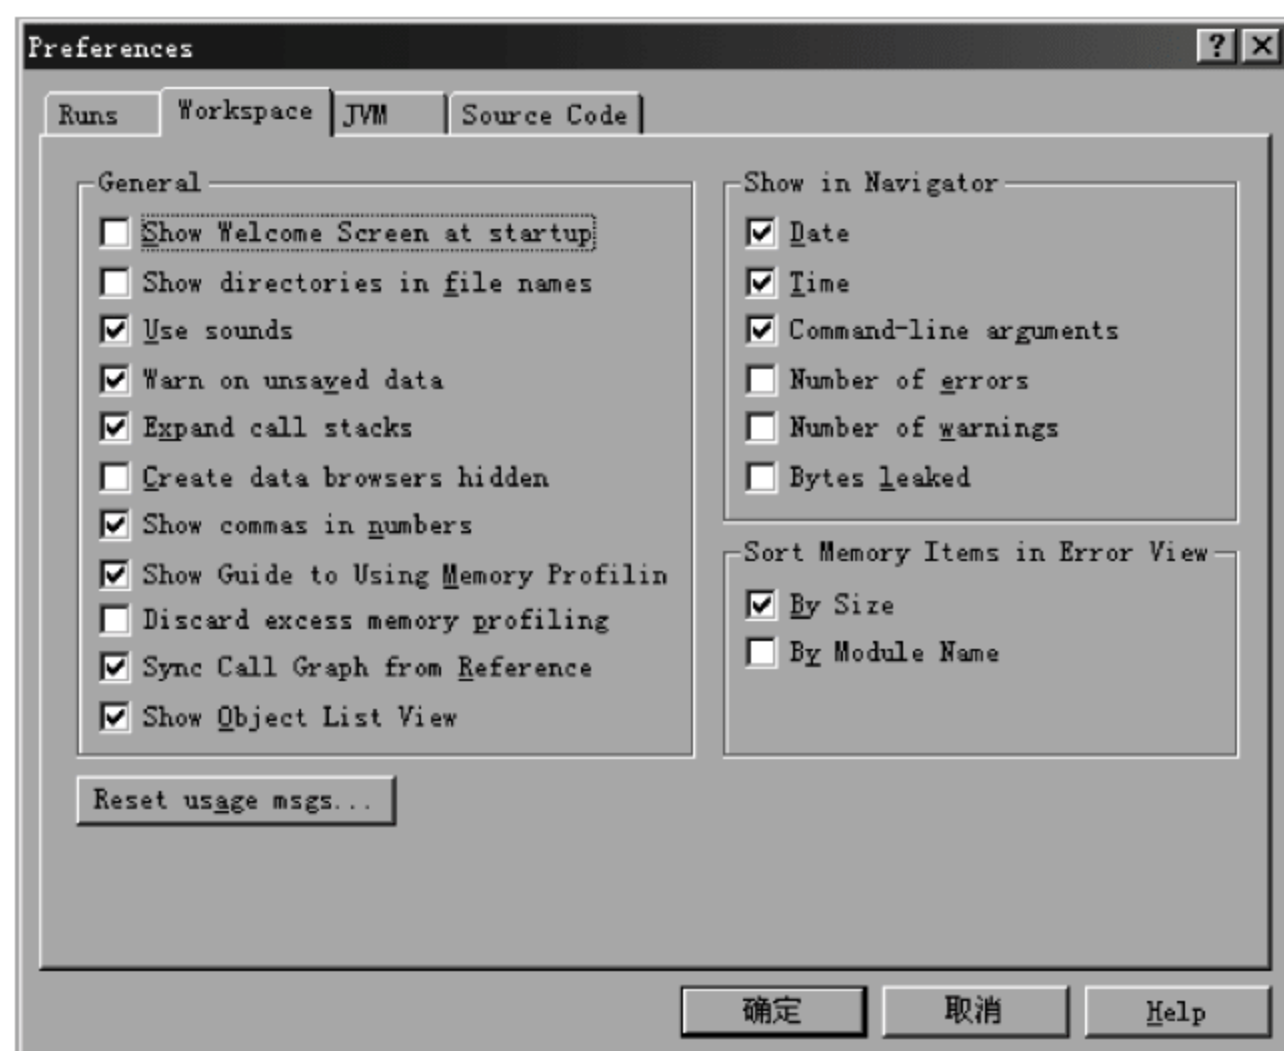 Preferences
Runs
Workspace
JVM
Source Code
General
Show Welcome Screen at startup
Show directories in file names
Use sounds
Warn on unsaved data
Expand call stacks
Create data browsers hidden
Show commas in numbers
Show Guide to Using Memory Profilin
Discard excess memory profiling
Sync Call Graph from Reference
Show Object List View
Reset usage msgs...
Show in Navigator
Date
Time
Command-line arguments
Number of errors
Number of warnings
Bytes leaked
Sort Memory Items in Error View
By Size
By Module Name
确定
取消
Help